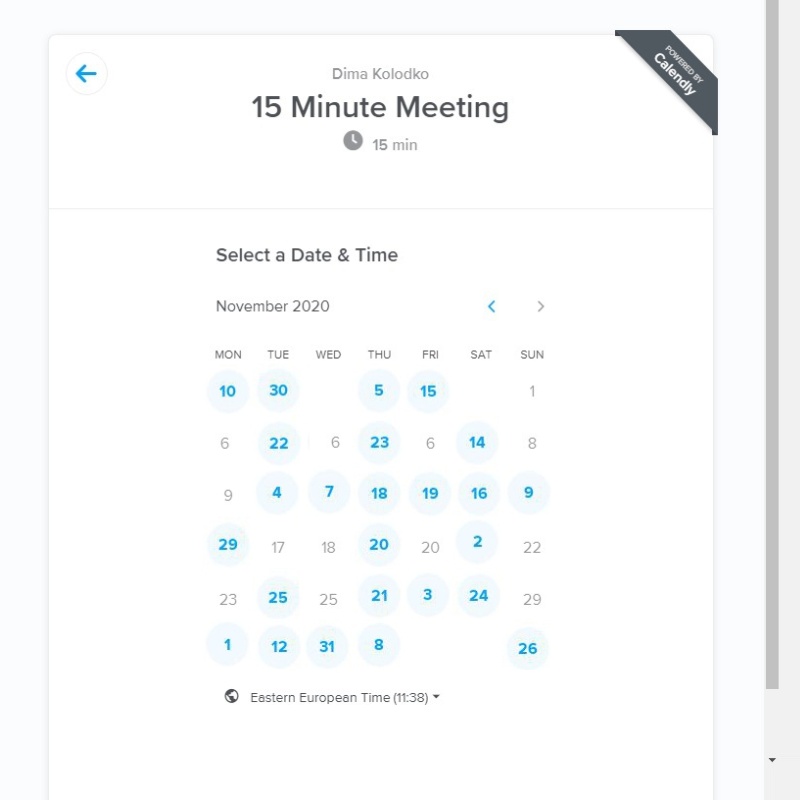 POWERED BY
Calendly
Dima Kolodko
15 Minute Meeting
15 min
Select a Date & Time
November 2020
MON TUE WED THU FRI SAT SUN
10 30 5 15 1
6 22 6 23 6 14 8
9 4 7 18 19 16 9
29 17 18 20 20 2 22
23 25 25 21 3 24 29
1 12 31 8 26
Eastern European Time (11:38)